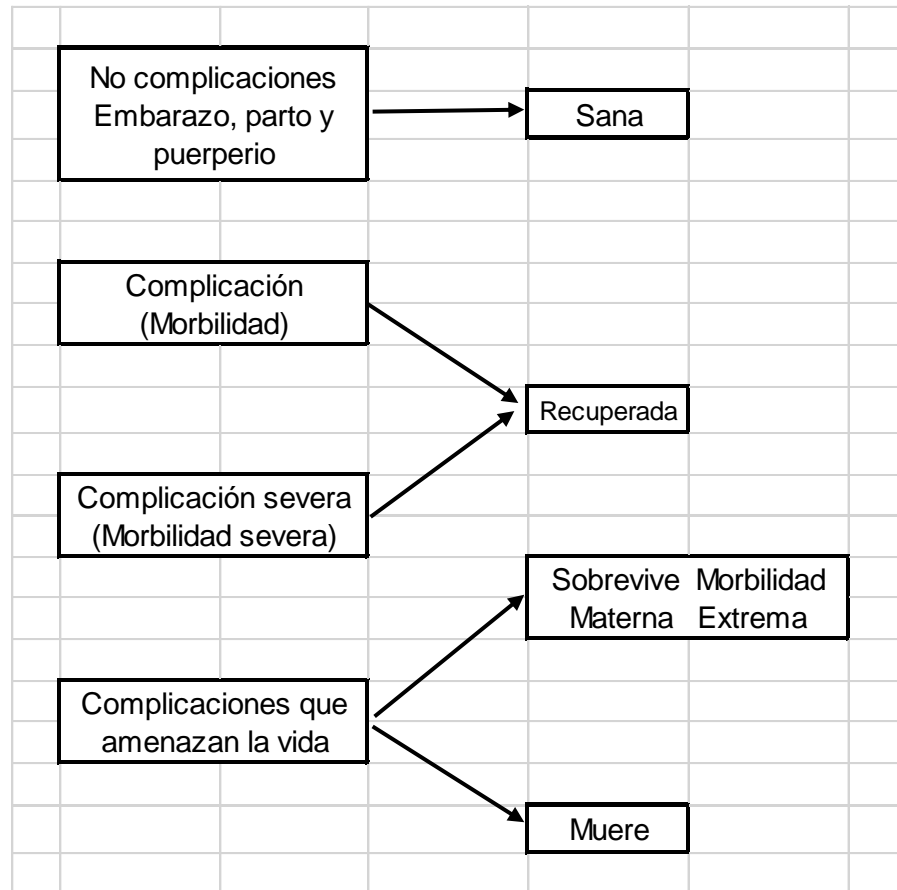 No complicaciones
Embarazo, parto y
puerperio
Sana
Complicación
(Morbilidad)
Recuperada
Complicación severa
(Morbilidad severa)
Sobrevive Morbilidad
Materna Extrema
Complicaciones que
amenazan la vida
Muere